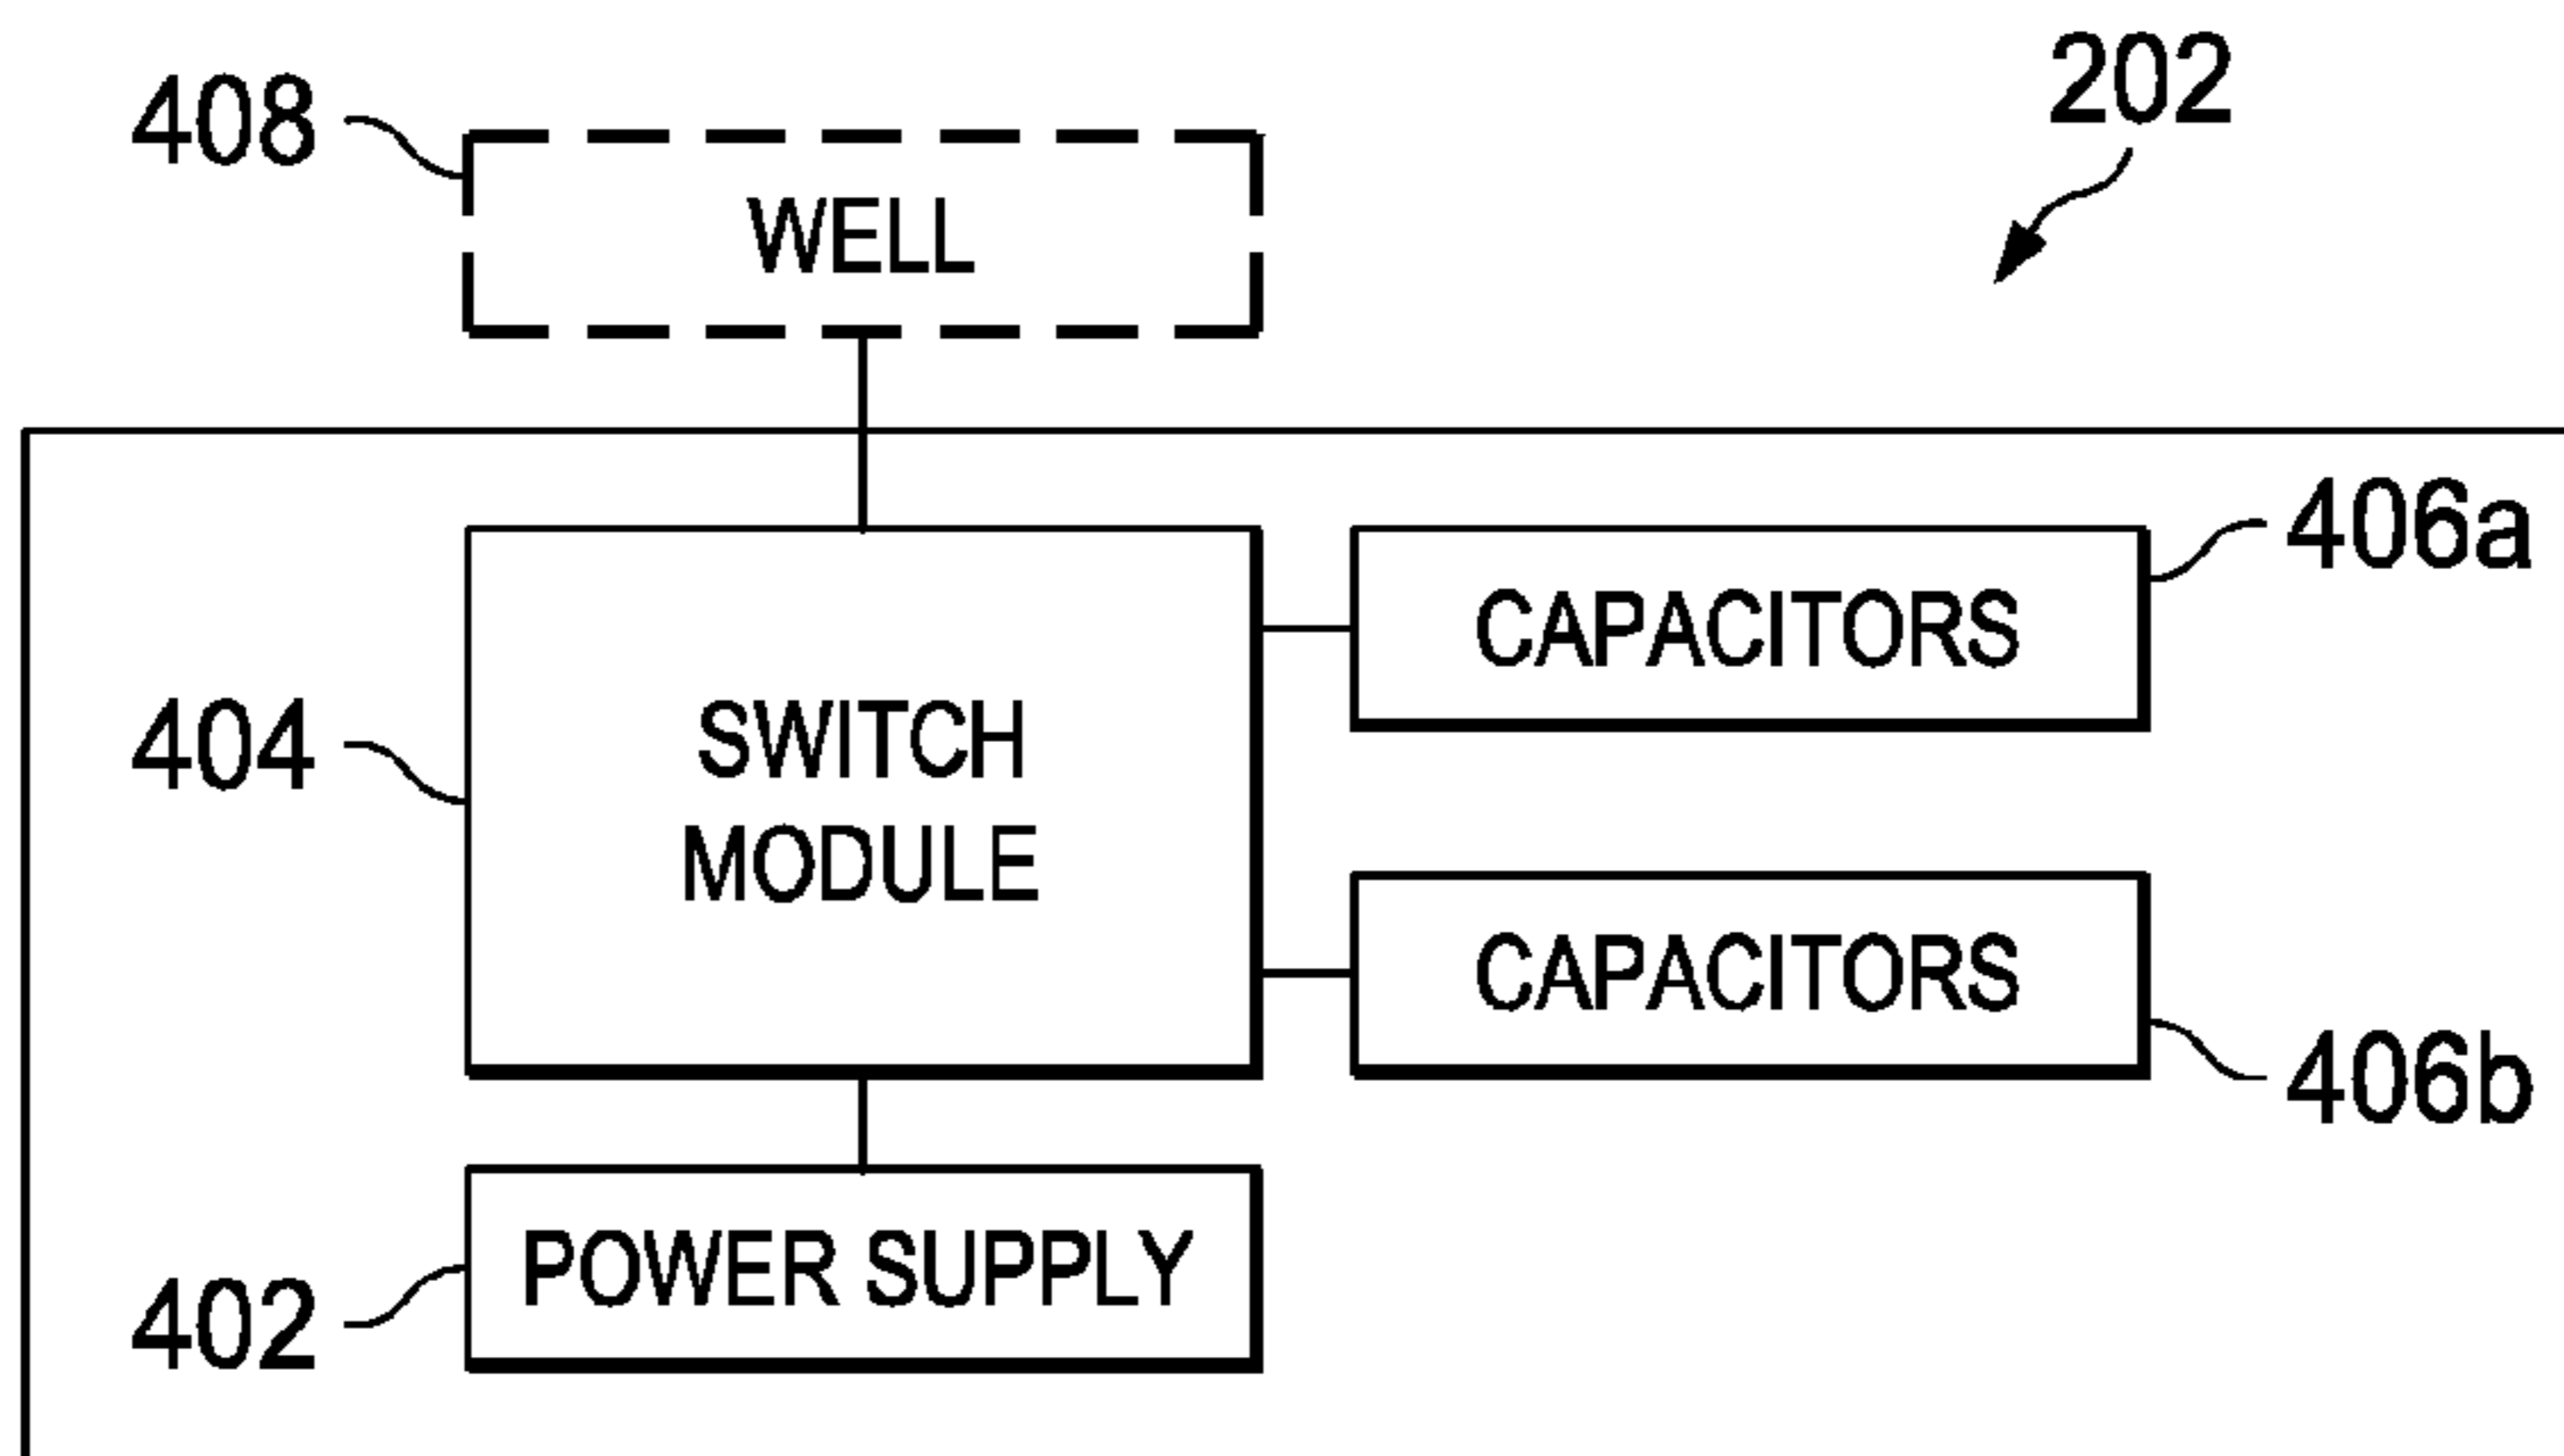 202
408
WELL
406a
CAPACITORS
404
SWITCH
MODULE
CAPACITORS
406b
402
POWER SUPPLY